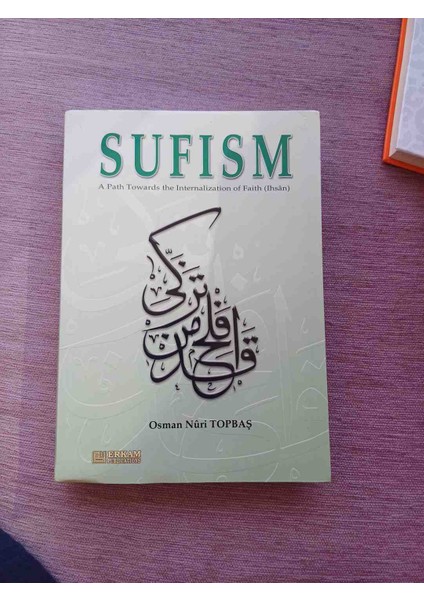 SUFISM
A Path Towards the Internalization of Faith (Ihsân)
قد أفلح من تزكى
Osman Nûri TOPBAŞ
ERKAM